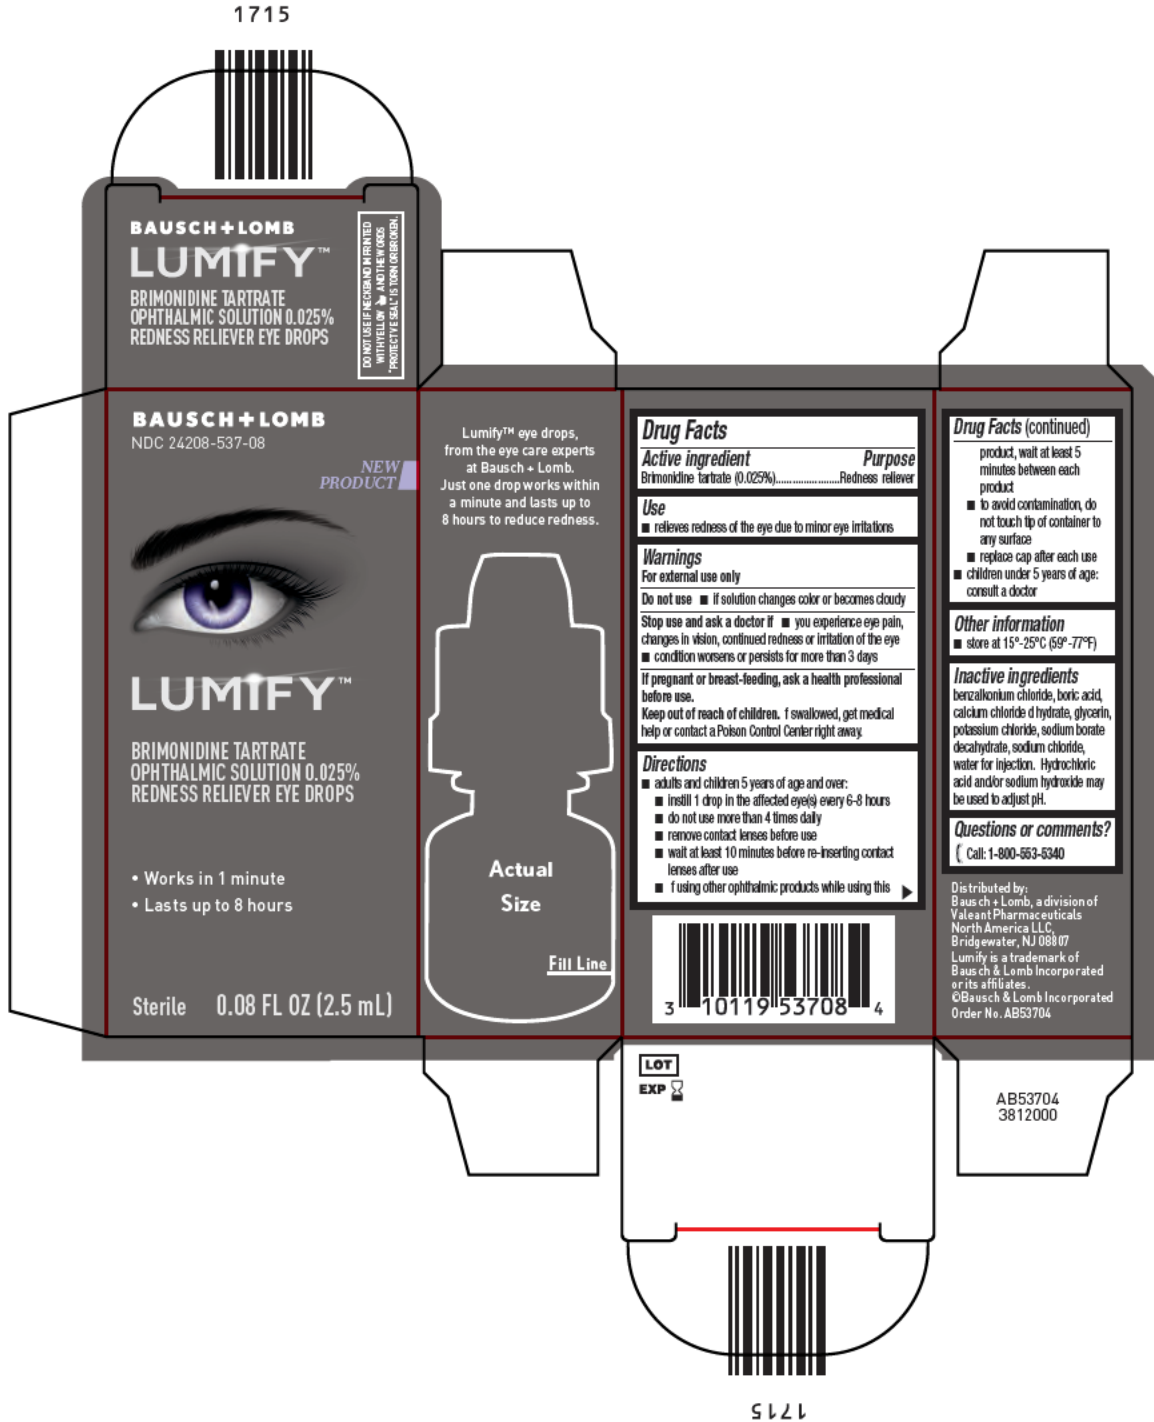 1715
BAUSCH+LOMB
LUMIFY™
BRIMONIDINE TARTRATE
OPHTHALMIC SOLUTION 0.025%
REDNESS RELIEVER EYE DROPS
DO NOT USE IF NECKBAND IMPRINTED
WITH YELLOW AND THE WORDS
"PROTECTIVE SEAL" IS TORN OR BROKEN.
BAUSCH+LOMB
NDC 24208-537-08
NEW
PRODUCT
LUMIFY™
BRIMONIDINE TARTRATE
OPHTHALMIC SOLUTION 0.025%
REDNESS RELIEVER EYE DROPS
• Works in 1 minute
• Lasts up to 8 hours
Sterile 0.08 FL OZ (2.5 mL)
Lumify™ eye drops,
from the eye care experts
at Bausch + Lomb.
Just one drop works within
a minute and lasts up to
8 hours to reduce redness.
Actual
Size
Fill Line
Drug Facts
Active ingredient Purpose
Brimonidine tartrate (0.025%)......................Redness reliever
Use
■ relieves redness of the eye due to minor eye irritations
Warnings
For external use only
Do not use ■ if solution changes color or becomes cloudy
Stop use and ask a doctor if ■ you experience eye pain,
changes in vision, continued redness or irritation of the eye
■ condition worsens or persists for more than 3 days
If pregnant or breast-feeding, ask a health professional
before use.
Keep out of reach of children. f swallowed, get medical
help or contact a Poison Control Center right away.
Directions
■ adults and children 5 years of age and over:
■ instill 1 drop in the affected eye(s) every 6-8 hours
■ do not use more than 4 times daily
■ remove contact lenses before use
■ wait at least 10 minutes before re-inserting contact
lenses after use
■ f using other ophthalmic products while using this
3 10119 53708 4
LOT
EXP
1715
Drug Facts (continued)
product, wait at least 5
minutes between each
product
■ to avoid contamination, do
not touch tip of container to
any surface
■ replace cap after each use
■ children under 5 years of age:
consult a doctor
Other information
■ store at 15°-25°C (59°-77°F)
Inactive ingredients
benzalkonium chloride, boric acid,
calcium chloride d hydrate, glycerin,
potassium chloride, sodium borate
decahydrate, sodium chloride,
water for injection. Hydrochloric
acid and/or sodium hydroxide may
be used to adjust pH.
Questions or comments?
Call: 1-800-553-5340
Distributed by:
Bausch + Lomb, a division of
Valeant Pharmaceuticals
North America LLC,
Bridgewater, NJ 08807
Lumify is a trademark of
Bausch & Lomb Incorporated
or its affiliates.
©Bausch & Lomb Incorporated
Order No. AB53704
AB53704
3812000